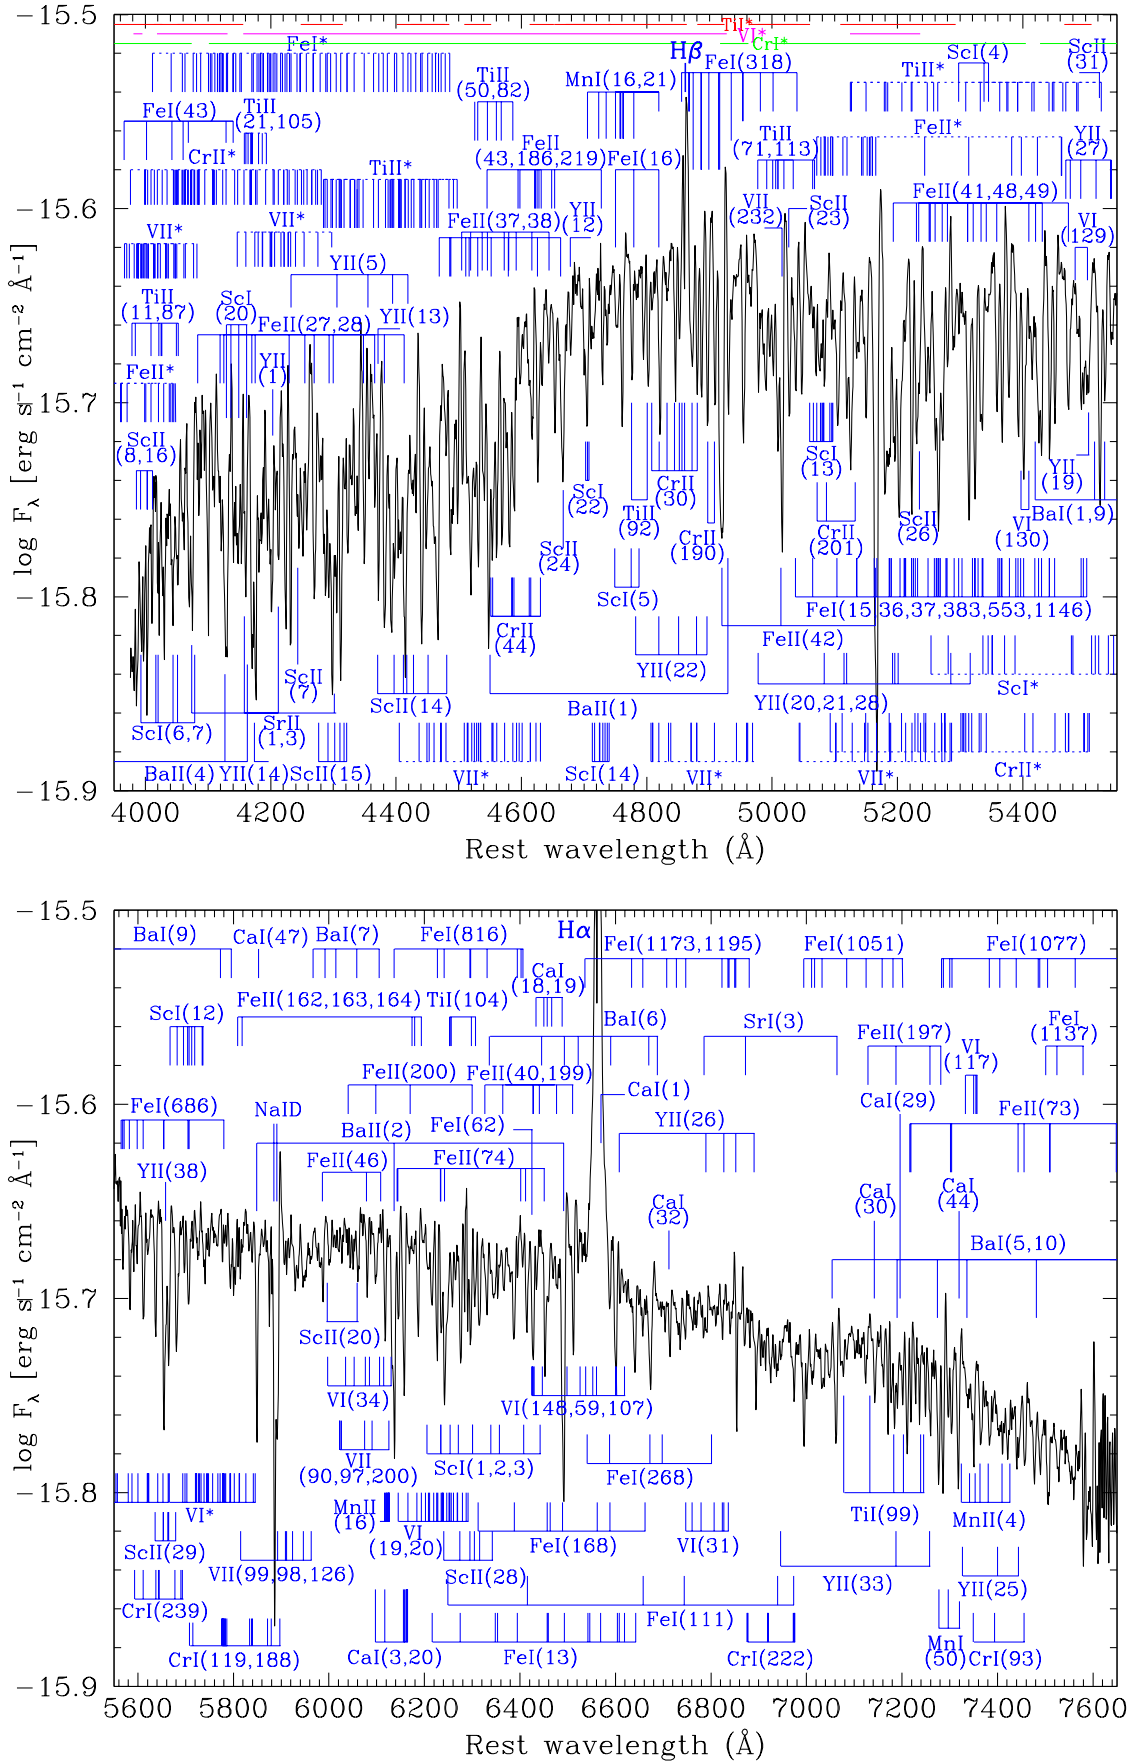 TiI*
VI*
CrI*
FeI*
Hβ
FeI(318)
ScI(4)
ScII
(31)
TiII
(50,82)
MnI(16,21)
TiII*
FeI(43)
TiII
(21,105)
CrII*
TiII*
FeII
(43,186,219)
FeI(16)
TiII
(71,113)
FeII*
YII
(27)
VII*
VII*
FeII(37,38)
YII
(12)
VII
(232)
ScII
(23)
FeII(41,48,49)
VI
(129)
YII(5)
TiII
(11,87)
ScI
(20)
FeII(27,28)
YII(13)
FeII*
YII
(1)
ScII
(8,16)
ScI
(22)
TiII
(92)
CrII
(30)
CrII
(190)
ScI
(13)
CrII
(201)
ScII
(26)
VI
(130)
YII
(19)
BaI(1,9)
ScII
(24)
ScI(5)
CrII
(44)
FeI(15,36,37,383,553,1146)
FeII(42)
YII(22)
ScII
(7)
ScII(14)
BaII(1)
YII(20,21,28)
ScI*
ScI(6,7)
SrII
(1,3)
BaII(4)
YII(14)
ScII(15)
VII*
ScI(14)
VII*
VII*
CrII*
−15.5
−15.6
−15.7
−15.8
−15.9
log Fλ [erg s⁻¹ cm⁻² Å⁻¹]
4000 4200 4400 4600 4800 5000 5200 5400
Rest wavelength (Å)
Hα
BaI(9)
CaI(47)
BaI(7)
FeI(816)
FeI(1173,1195)
FeI(1051)
FeI(1077)
CaI
(18,19)
ScI(12)
FeII(162,163,164)
TiI(104)
BaI(6)
SrI(3)
FeII(197)
VI
(117)
FeI
(1137)
FeII(200)
FeII(40,199)
CaI(1)
CaI(29)
FeII(73)
FeI(686)
NaID
BaII(2)
FeI(62)
YII(26)
YII(38)
FeII(46)
FeII(74)
CaI
(32)
CaI
(30)
CaI
(44)
BaI(5,10)
ScII(20)
VI(34)
VI(148,59,107)
VII
(90,97,200)
ScI(1,2,3)
FeI(268)
VI*
MnII
(16)
VI
(19,20)
FeI(168)
VI(31)
TiI(99)
MnII(4)
ScII(29)
VII(99,98,126)
ScII(28)
YII(33)
YII(25)
CrI(239)
FeI(111)
CrI(119,188)
CaI(3,20)
FeI(13)
CrI(222)
MnI
(50)
CrI(93)
−15.5
−15.6
−15.7
−15.8
−15.9
log Fλ [erg s⁻¹ cm⁻² Å⁻¹]
5600 5800 6000 6200 6400 6600 6800 7000 7200 7400 7600
Rest wavelength (Å)